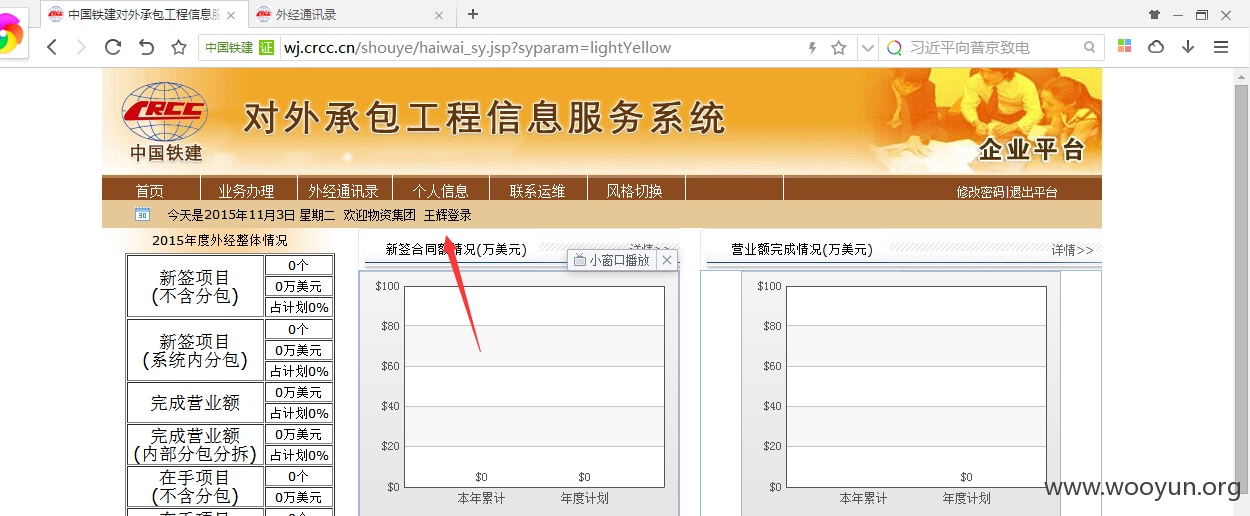 中国铁建对外承包工程信息服
外经通讯录
中国铁建 证 wj.crcc.cn/shouye/haiwai_sy.jsp?syparam=lightYellow
习近平向普京致电
CRCC
中国铁建
对外承包工程信息服务系统
企业平台
首页 业务办理 外经通讯录 个人信息 联系运维 风格切换 修改密码|退出平台
30 今天是2015年11月3日 星期二 欢迎物资集团 王辉登录
2015年度外经整体情况
新签项目
(不含分包)
0个
0万美元
占计划0%
新签项目
(系统内分包)
0个
0万美元
占计划0%
完成营业额
0万美元
占计划0%
完成营业额
(内部分包分拆)
0万美元
占计划0%
在手项目
(不含分包)
0个
0万美元
新签合同额情况(万美元) 详情>>
小窗口播放
$100
$80
$60
$40
$20
$0
$0 $0
本年累计 年度计划
营业额完成情况(万美元) 详情>>
$100
$80
$60
$40
$20
$0
$0
本年累计 年度计划
www.wooyun.org